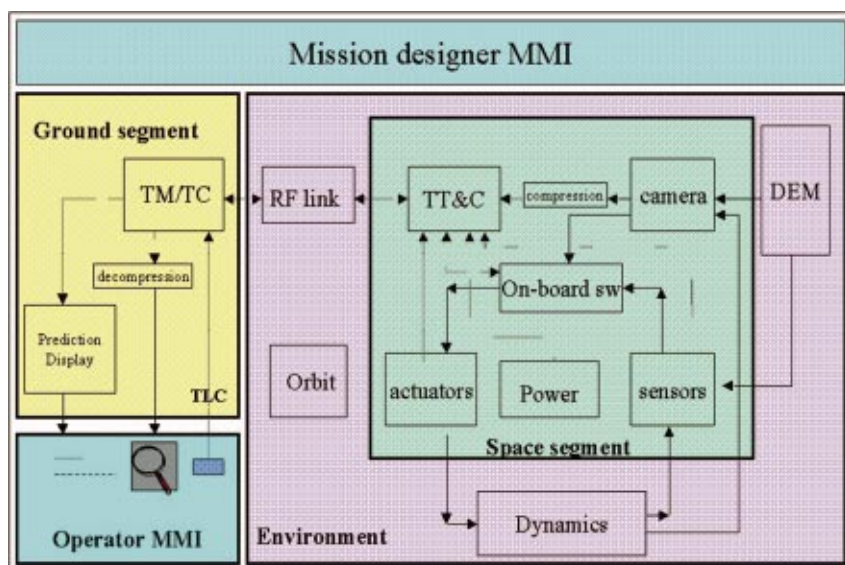 Mission designer MMI
Ground segment
TM/TC
RF link
TT&C
compression
camera
DEM
decompression
On-board sw
Prediction
Display
Orbit
actuators
Power
sensors
TLC
Space segment
Dynamics
Operator MMI
Environment